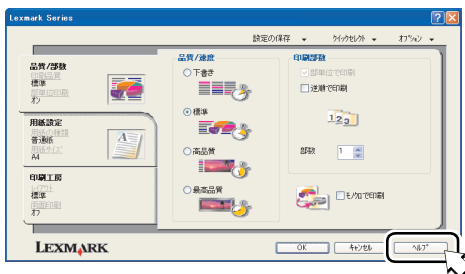 Lexmark Series
設定の保存 クイックセレクト オプション
品質/部数
印刷品質
標準
部単位で印刷
オン
用紙設定
用紙の種類
普通紙
用紙サイズ
A4
印刷工房
レイアウト
標準
両面印刷
オフ
品質/速度
下書き
標準
高品質
最高品質
印刷部数
部単位で印刷
逆順で印刷
1 2 3
部数 1
モノクロで印刷
LEXMARK
OK キャンセル ヘルプ